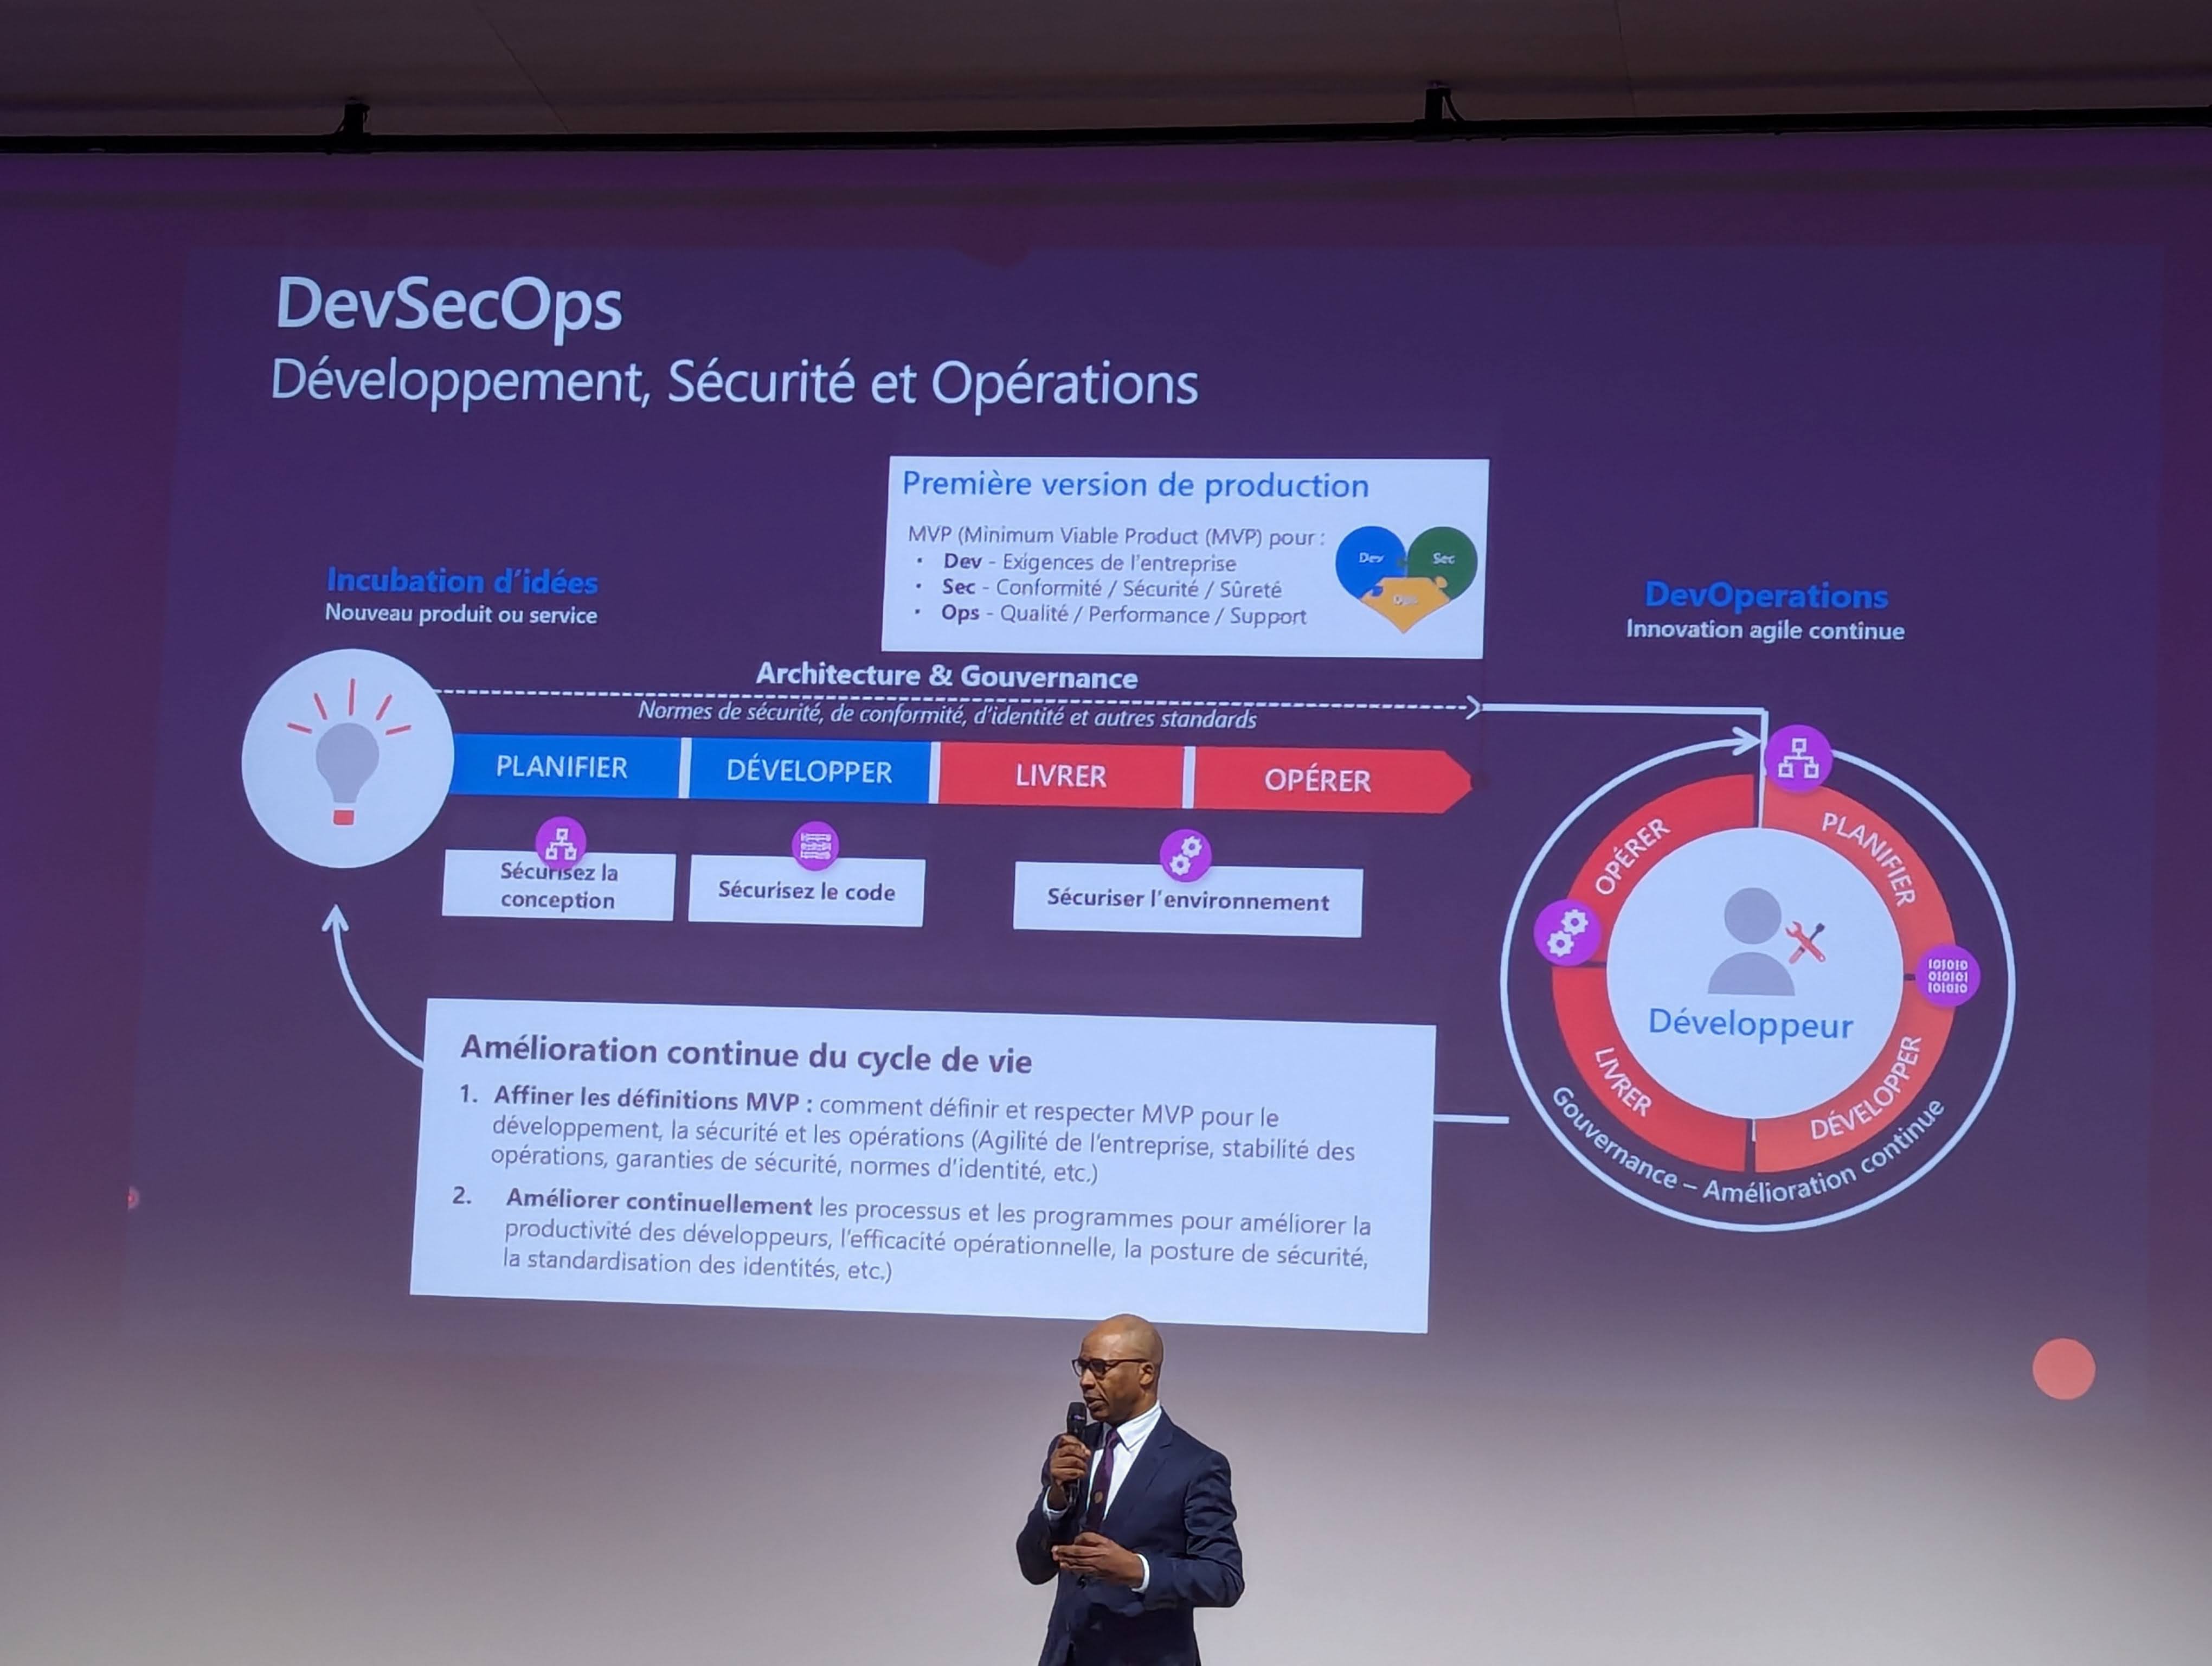 DevSecOps
Développement, Sécurité et Opérations
Première version de production
MVP (Minimum Viable Product (MVP) pour :
• Dev - Exigences de l'entreprise
• Sec - Conformité / Sécurité / Sûreté
• Ops - Qualité / Performance / Support
Dev
Sec
Ops
Incubation d'idées
Nouveau produit ou service
DevOperations
Innovation agile continue
Architecture & Gouvernance
Normes de sécurité, de conformité, d'identité et autres standards
PLANIFIER
DÉVELOPPER
LIVRER
OPÉRER
Sécurisez la
conception
Sécurisez le code
Sécuriser l'environnement
OPÉRER
PLANIFIER
101010
010101
101010
Développeur
LIVRER
DÉVELOPPER
Gouvernance – Amélioration continue
Amélioration continue du cycle de vie
1. Affiner les définitions MVP : comment définir et respecter MVP pour le
développement, la sécurité et les opérations (Agilité de l'entreprise, stabilité des
opérations, garanties de sécurité, normes d'identité, etc.)
2. Améliorer continuellement les processus et les programmes pour améliorer la
productivité des développeurs, l'efficacité opérationnelle, la posture de sécurité,
la standardisation des identités, etc.)